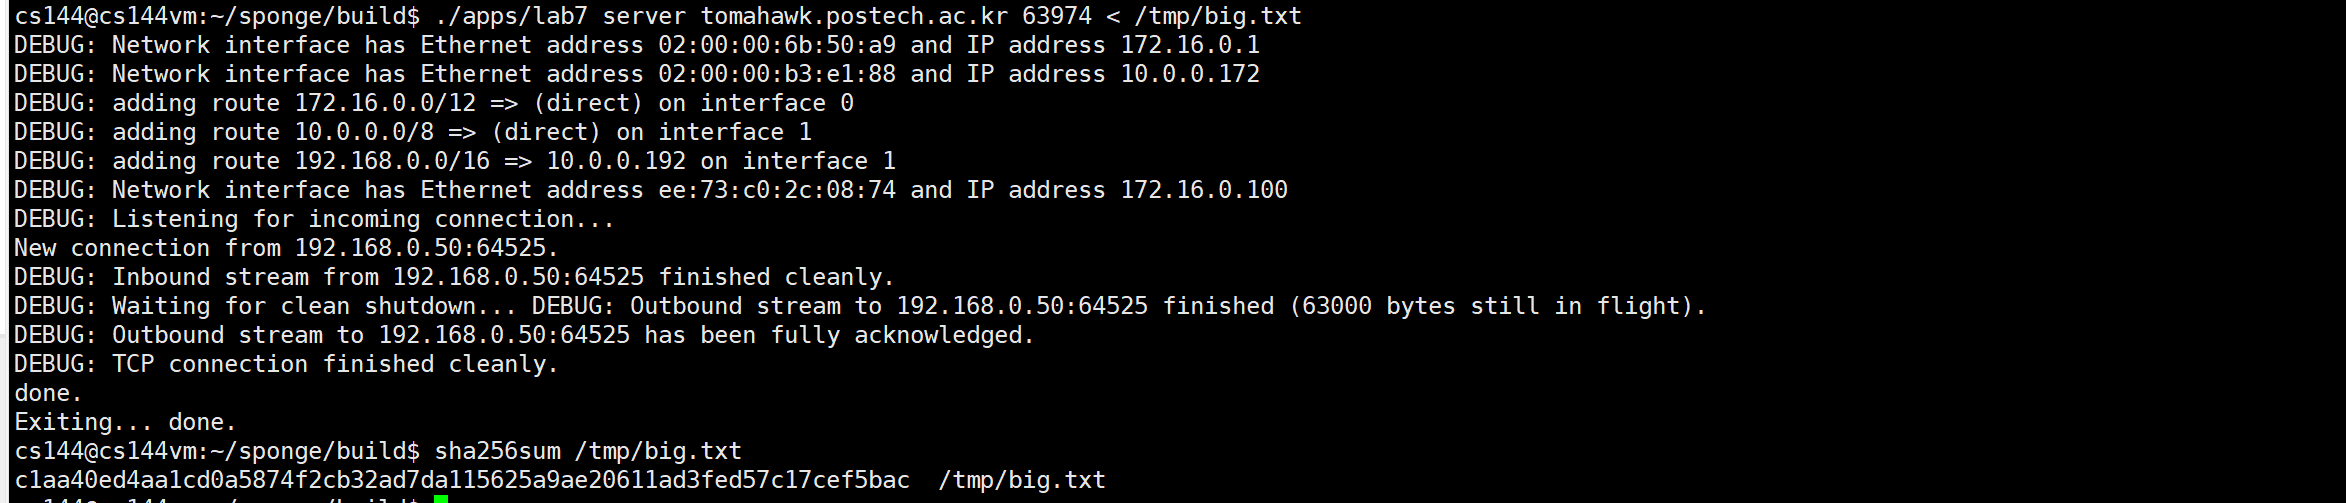 cs144@cs144vm:~/sponge/build$ ./apps/lab7 server tomahawk.postech.ac.kr 63974 < /tmp/big.txt
DEBUG: Network interface has Ethernet address 02:00:00:6b:50:a9 and IP address 172.16.0.1
DEBUG: Network interface has Ethernet address 02:00:00:b3:e1:88 and IP address 10.0.0.172
DEBUG: adding route 172.16.0.0/12 => (direct) on interface 0
DEBUG: adding route 10.0.0.0/8 => (direct) on interface 1
DEBUG: adding route 192.168.0.0/16 => 10.0.0.192 on interface 1
DEBUG: Network interface has Ethernet address ee:73:c0:2c:08:74 and IP address 172.16.0.100
DEBUG: Listening for incoming connection...
New connection from 192.168.0.50:64525.
DEBUG: Inbound stream from 192.168.0.50:64525 finished cleanly.
DEBUG: Waiting for clean shutdown... DEBUG: Outbound stream to 192.168.0.50:64525 finished (63000 bytes still in flight).
DEBUG: Outbound stream to 192.168.0.50:64525 has been fully acknowledged.
DEBUG: TCP connection finished cleanly.
done.
Exiting... done.
cs144@cs144vm:~/sponge/build$ sha256sum /tmp/big.txt
c1aa40ed4aa1cd0a5874f2cb32ad7da115625a9ae20611ad3fed57c17cef5bac  /tmp/big.txt